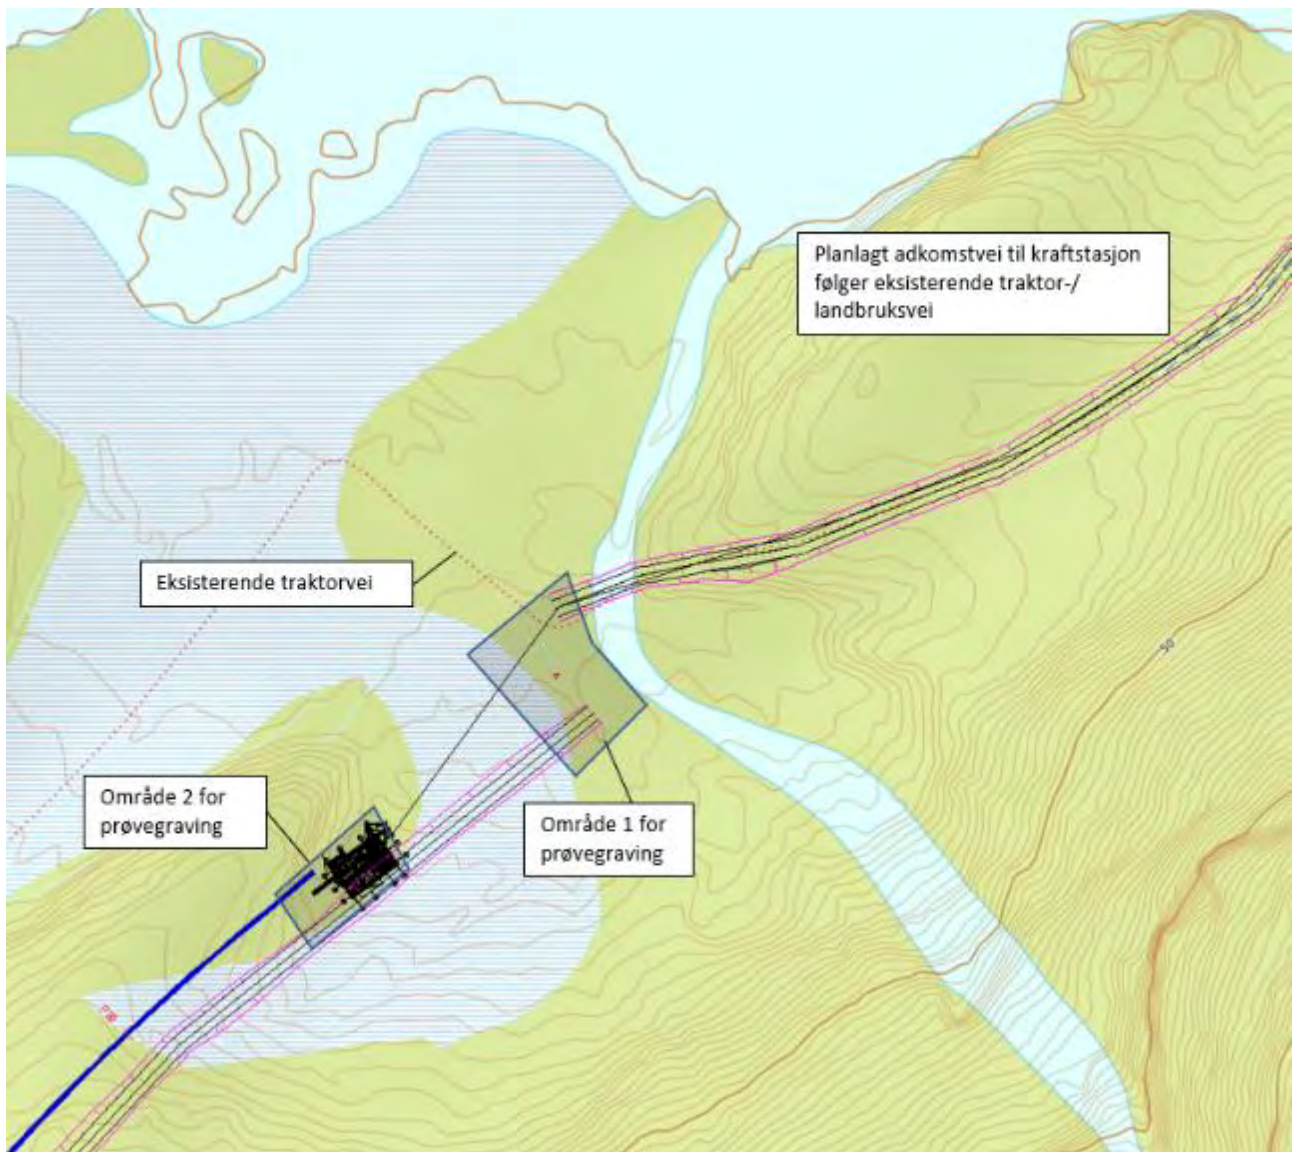 Planlagt adkomstvei til kraftstasjon
følger eksisterende traktor-/
landbruksvei
Eksisterende traktorvei
50
Område 2 for
prøvegraving
Område 1 for
prøvegraving